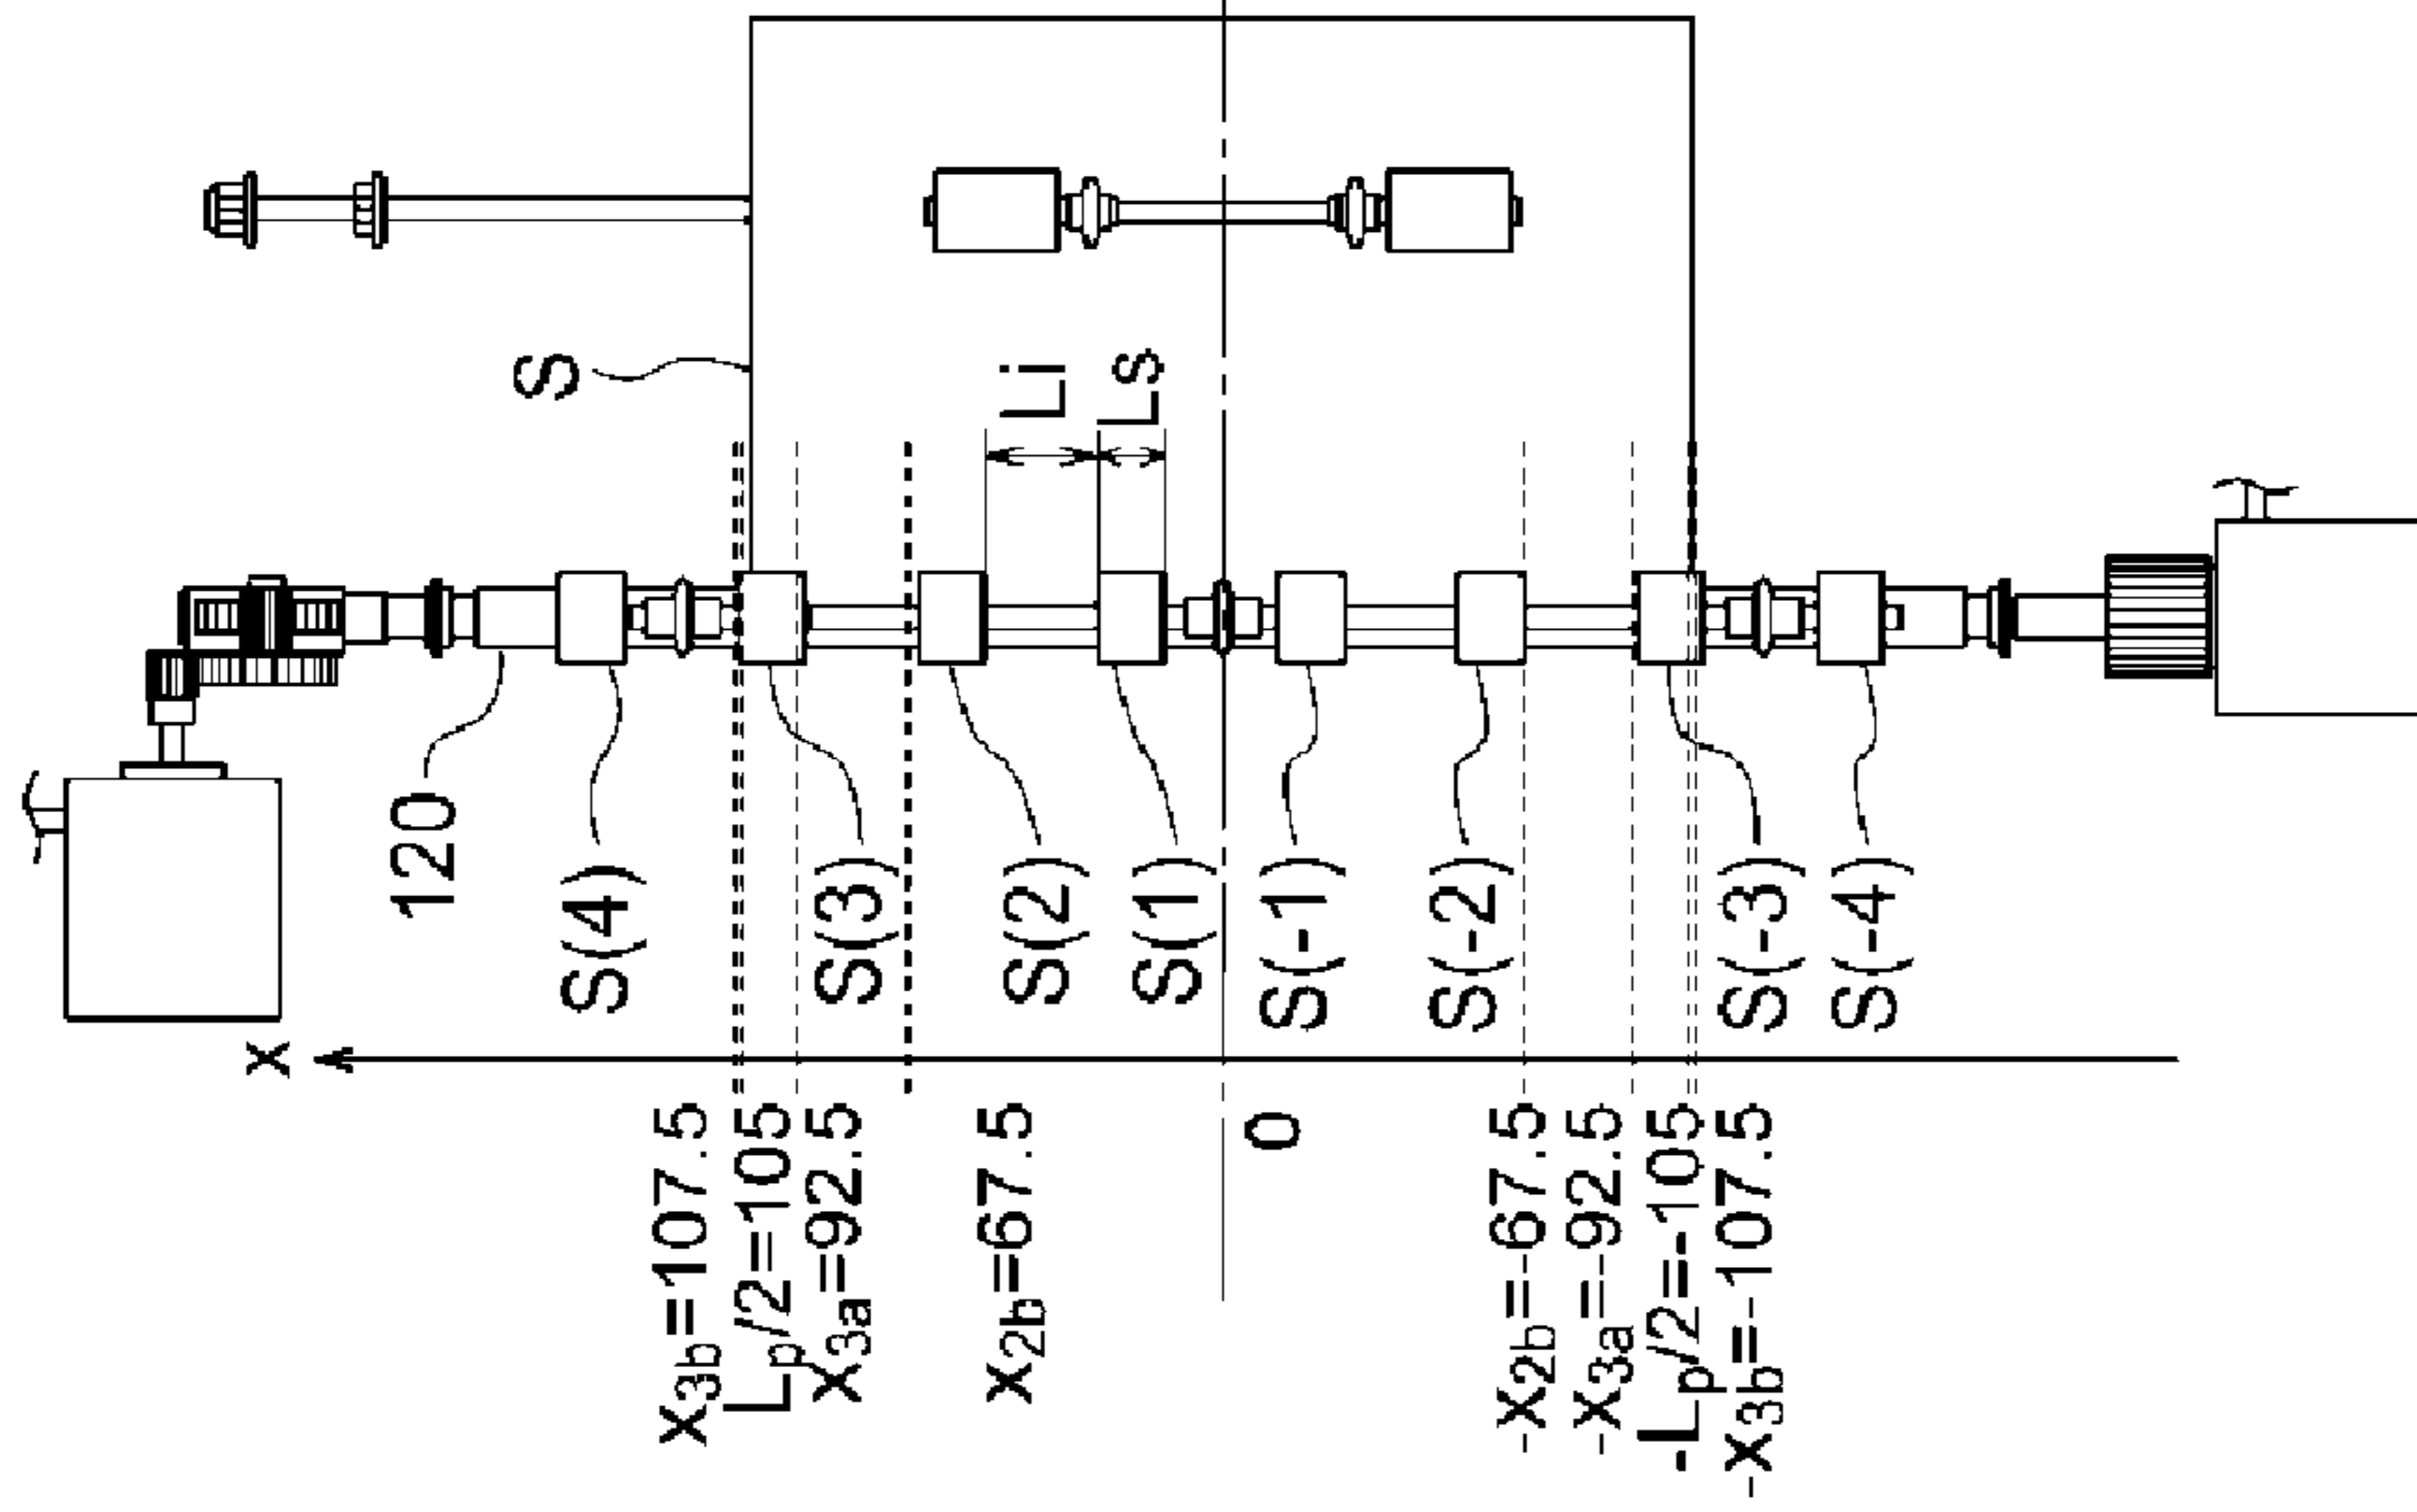 S
Li
Ls
120
S(4)
S(3)
S(2)
S(1)
S(-1)
S(-2)
S(-3)
S(-4)
x
x3b=107.5
Lp/2=105
x3a=92.5
x2b=67.5
0
-x2b=-67.5
-x3a=-92.5
-Lp/2=-105
-x3b=-107.5